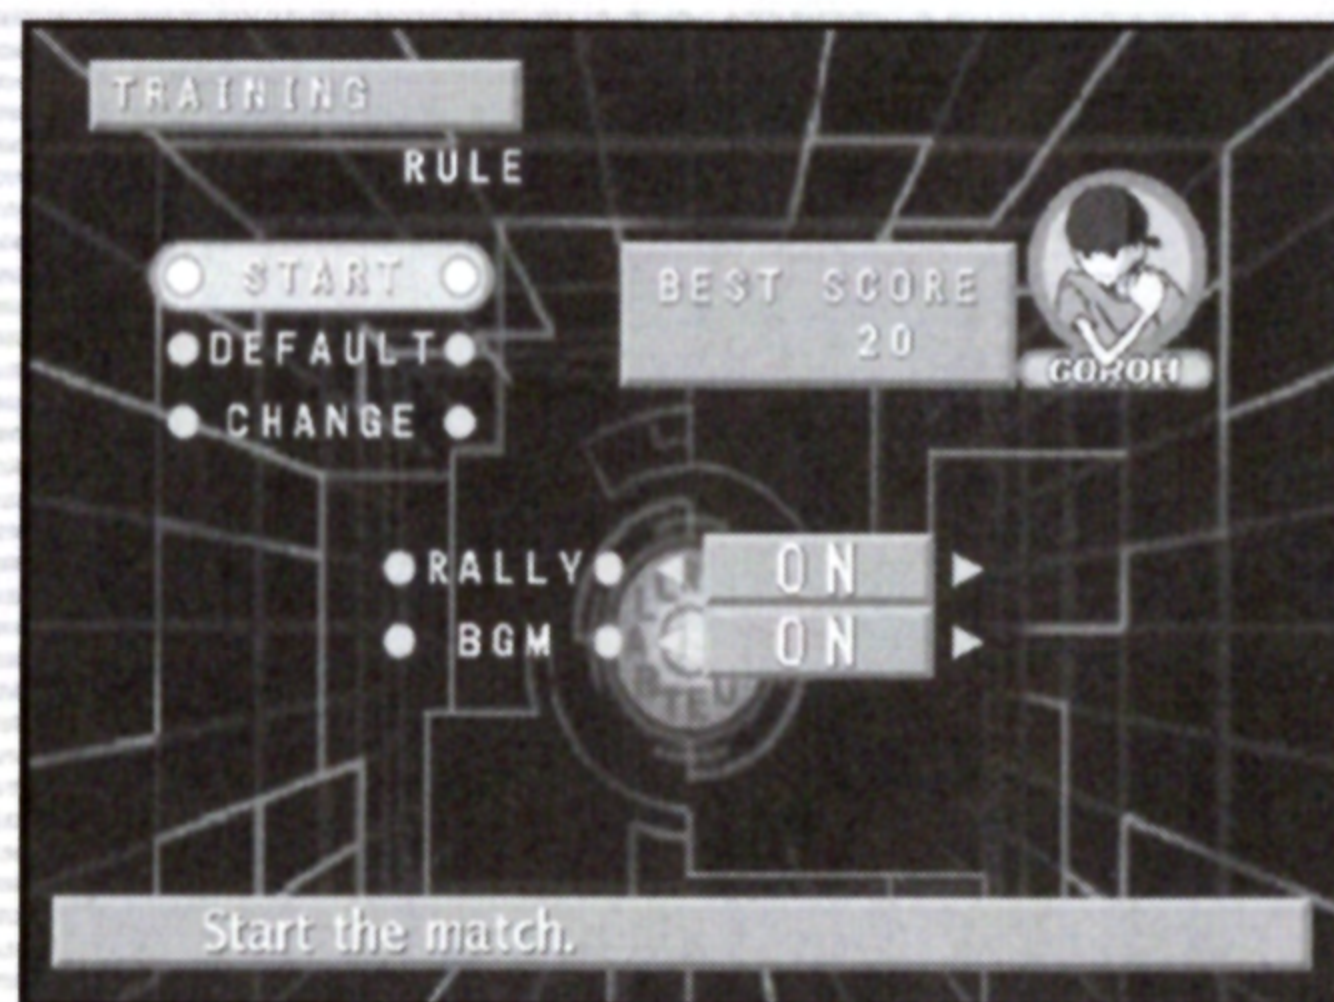 TRAINING
RULE
START
DEFAULT
CHANGE
BEST SCORE
20
GOROH
RALLY ON
BGM ON
Start the match.